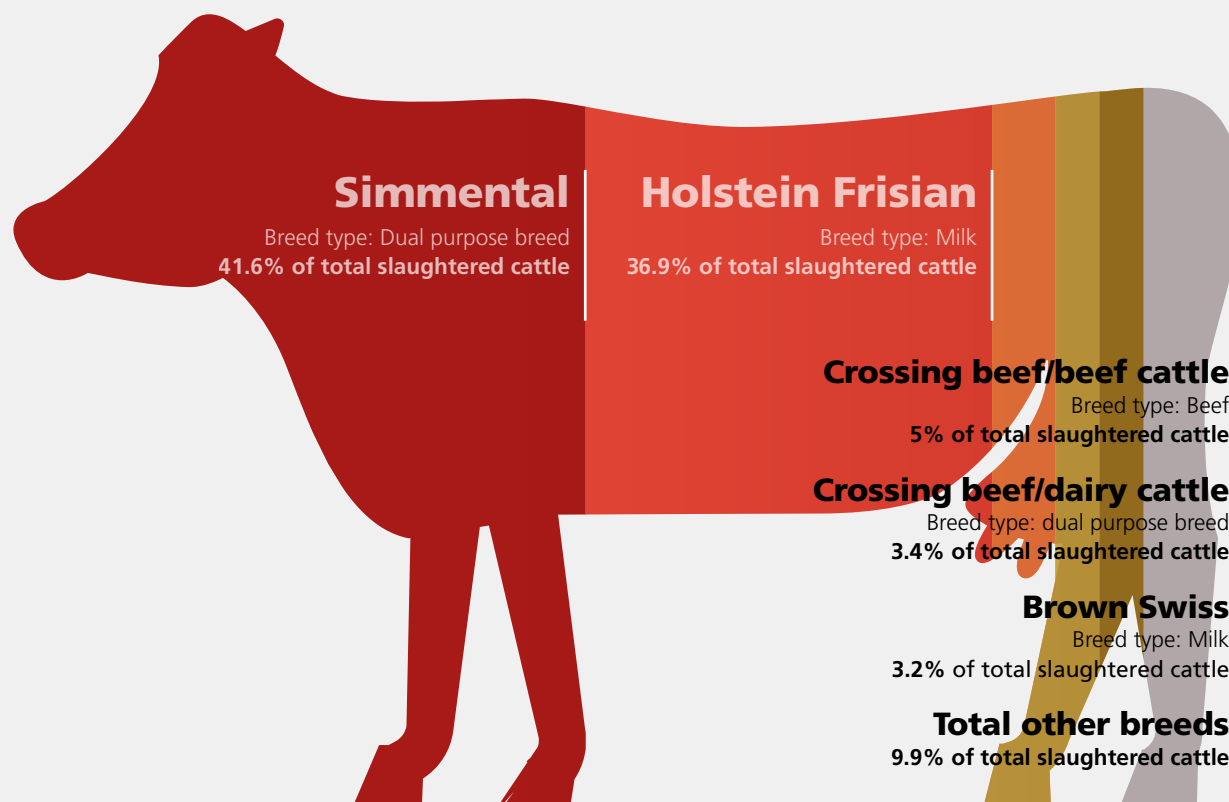 Simmental
Breed type: Dual purpose breed
41.6% of total slaughtered cattle
Holstein Frisian
Breed type: Milk
36.9% of total slaughtered cattle
Crossing beef/beef cattle
Breed type: Beef
5% of total slaughtered cattle
Crossing beef/dairy cattle
Breed type: dual purpose breed
3.4% of total slaughtered cattle
Brown Swiss
Breed type: Milk
3.2% of total slaughtered cattle
Total other breeds
9.9% of total slaughtered cattle